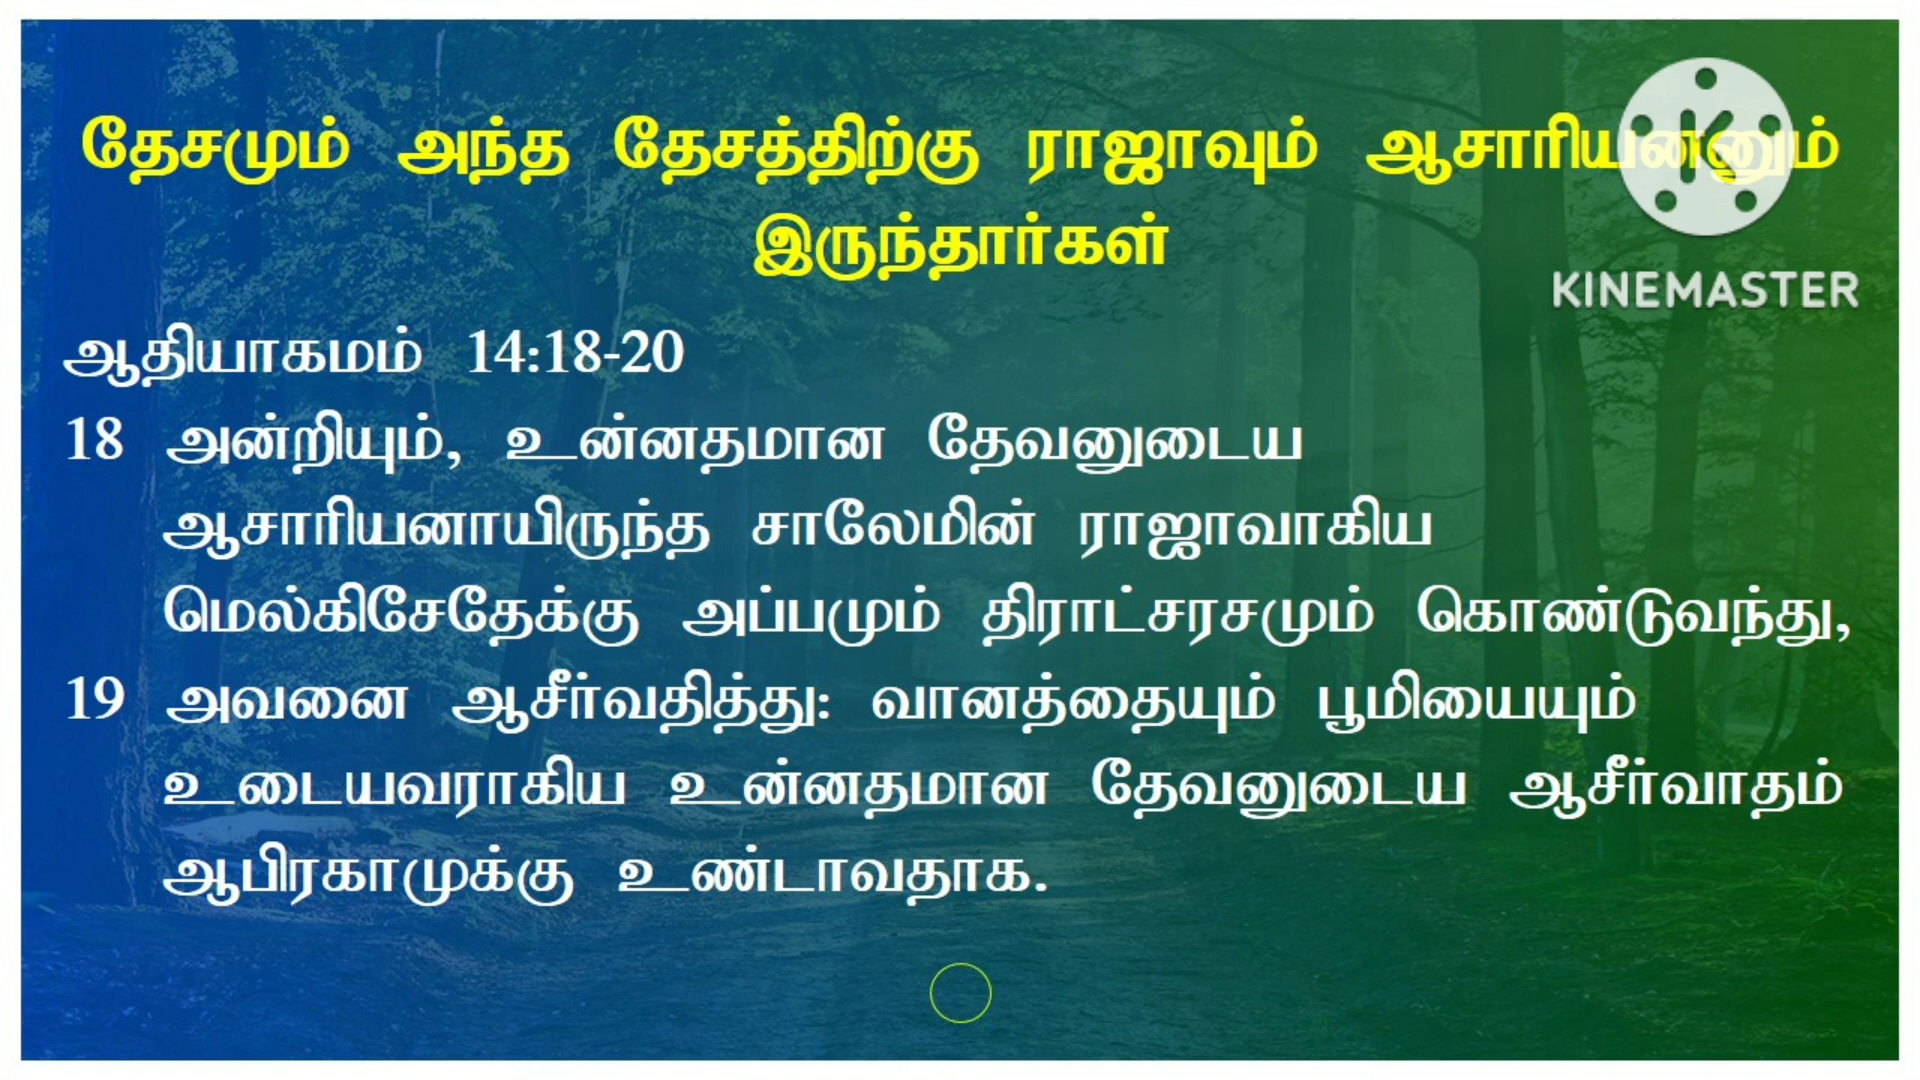 தேசமும் அந்த தேசத்திற்கு ராஜாவும் ஆசாரியனனும்
இருந்தார்கள்
KINEMASTER
ஆதியாகமம் 14:18-20
18 அன்றியும், உன்னதமான தேவனுடைய
ஆசாரியனாயிருந்த சாலேமின் ராஜாவாகிய
மெல்கிசேதேக்கு அப்பமும் திராட்சரசமும் கொண்டுவந்து,
19 அவனை ஆசீர்வதித்து: வானத்தையும் பூமியையும்
உடையவராகிய உன்னதமான தேவனுடைய ஆசீர்வாதம்
ஆபிரகாமுக்கு உண்டாவதாக.